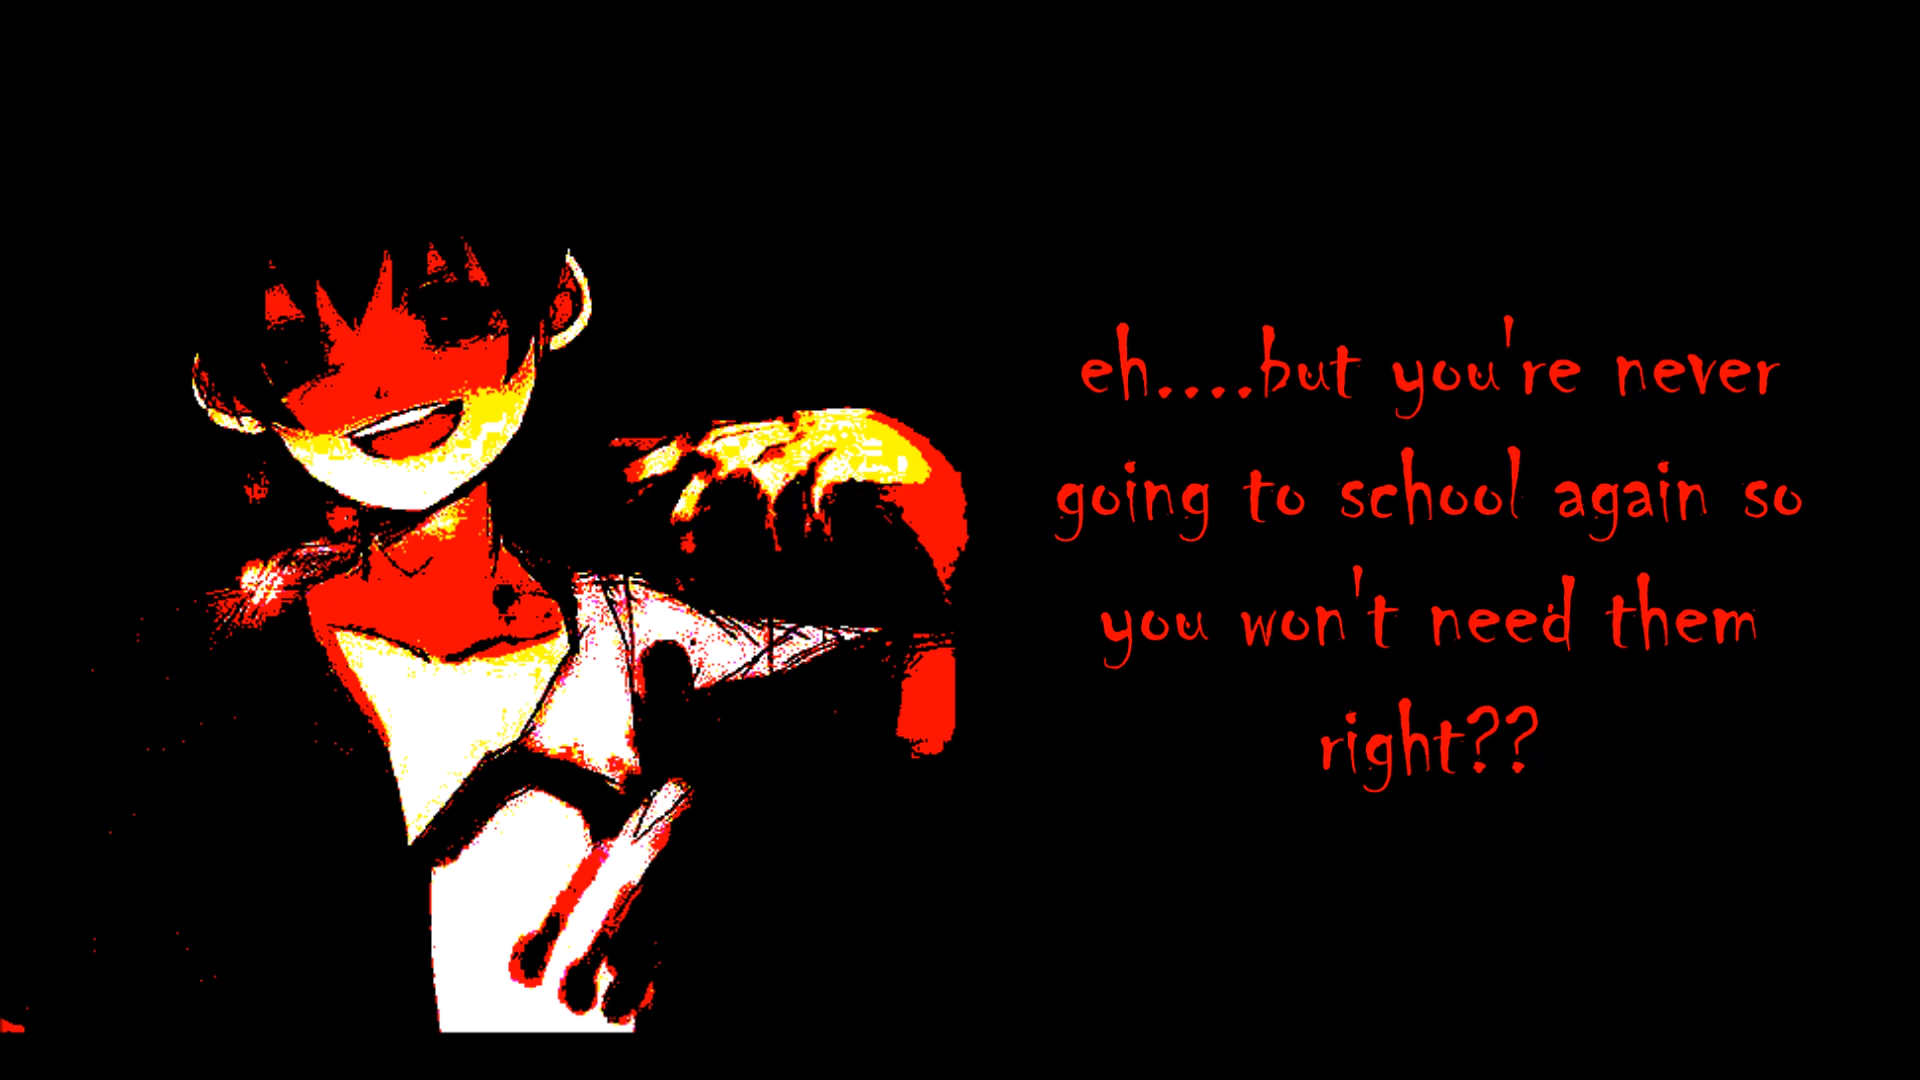 eh....but you're never
going to school again so
you won't need them
right??